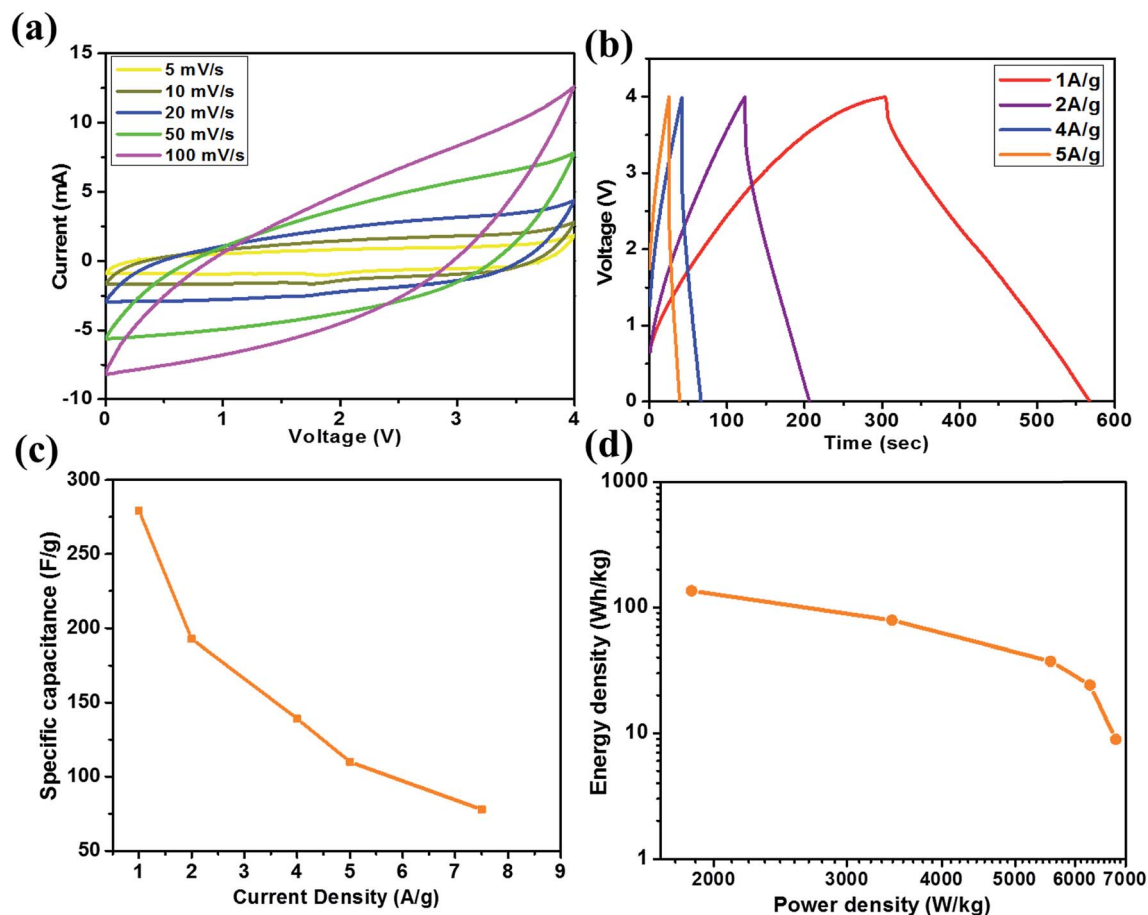 (a)
15
10
5
0
-5
-10
Current (mA)
5 mV/s
10 mV/s
20 mV/s
50 mV/s
100 mV/s
0 1 2 3 4
Voltage (V)
(b)
4
3
2
1
0
Voltage (V)
1A/g
2A/g
4A/g
5A/g
0 100 200 300 400 500 600
Time (sec)
(c)
300
250
200
150
100
50
Specific capacitance (F/g)
1 2 3 4 5 6 7 8 9
Current Density (A/g)
(d)
1000
100
10
1
Energy density (Wh/kg)
2000 3000 4000 5000 6000 7000
Power density (W/kg)